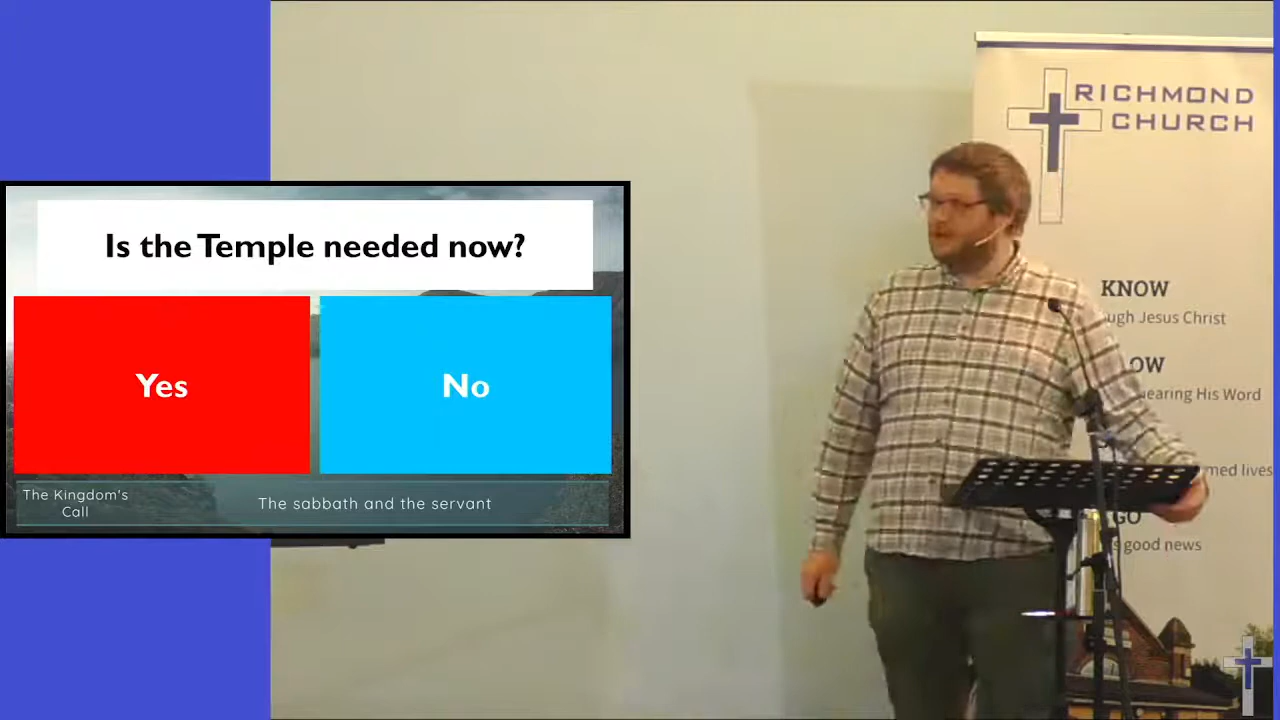 Is the Temple needed now?
Yes
No
The Kingdom's
Call
The sabbath and the servant
RICHMOND
CHURCH
KNOW
ugh Jesus Christ
OW
hearing His Word
med lives
GO
good news